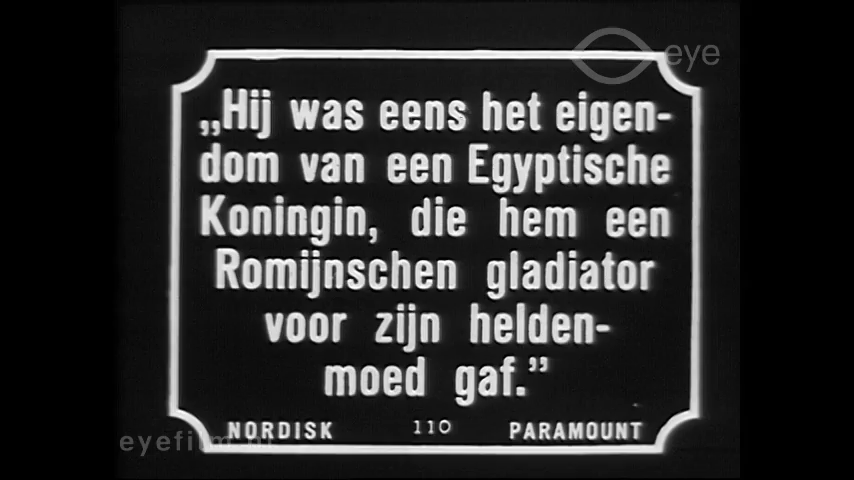 eye
„Hij was eens het eigen-
dom van een Egyptische
Koningin, die hem een
Romijnschen gladiator
voor zijn helden-
moed gaf.”
NORDISK 110 PARAMOUNT
eyefilm.nl